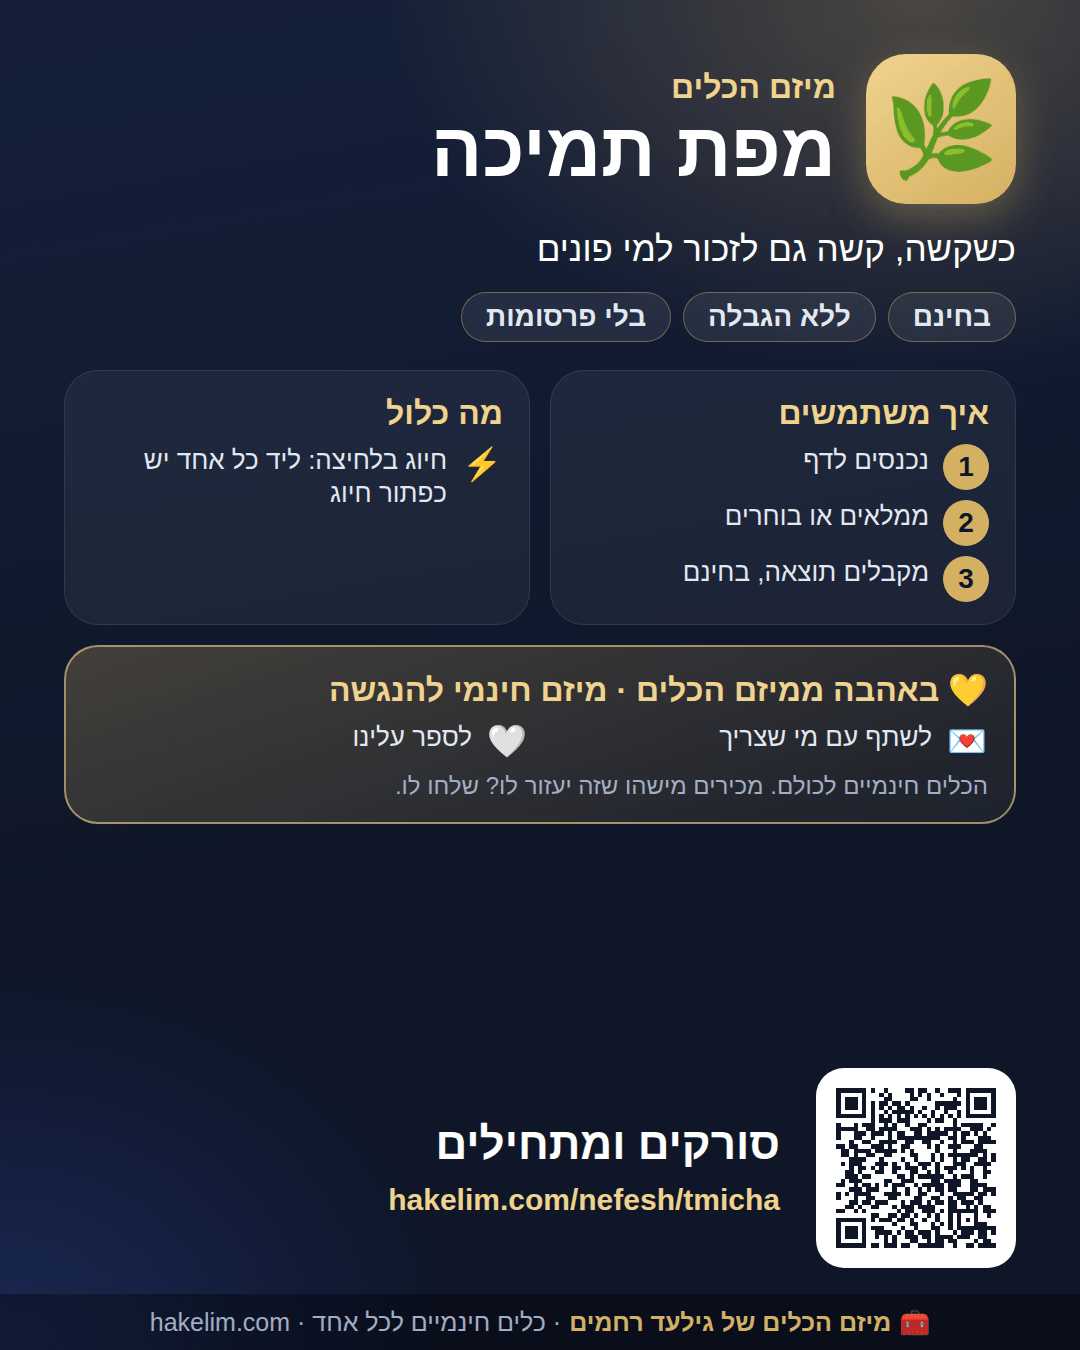 מיזם הכלים
מפת תמיכה
כשקשה, קשה גם לזכור למי פונים
בחינם
ללא הגבלה
בלי פרסומות
איך משתמשים
1 נכנסים לדף
2 ממלאים או בוחרים
3 מקבלים תוצאה, בחינם
מה כלול
⚡ חיוג בלחיצה: ליד כל אחד יש
כפתור חיוג
💛 באהבה ממיזם הכלים · מיזם חינמי להנגשה
💌 לשתף עם מי שצריך
🤍 לספר עלינו
הכלים חינמיים לכולם. מכירים מישהו שזה יעזור לו? שלחו לו.
סורקים ומתחילים
hakelim.com/nefesh/tmicha
🧰 מיזם הכלים של גילעד רחמים · כלים חינמיים לכל אחד · hakelim.com